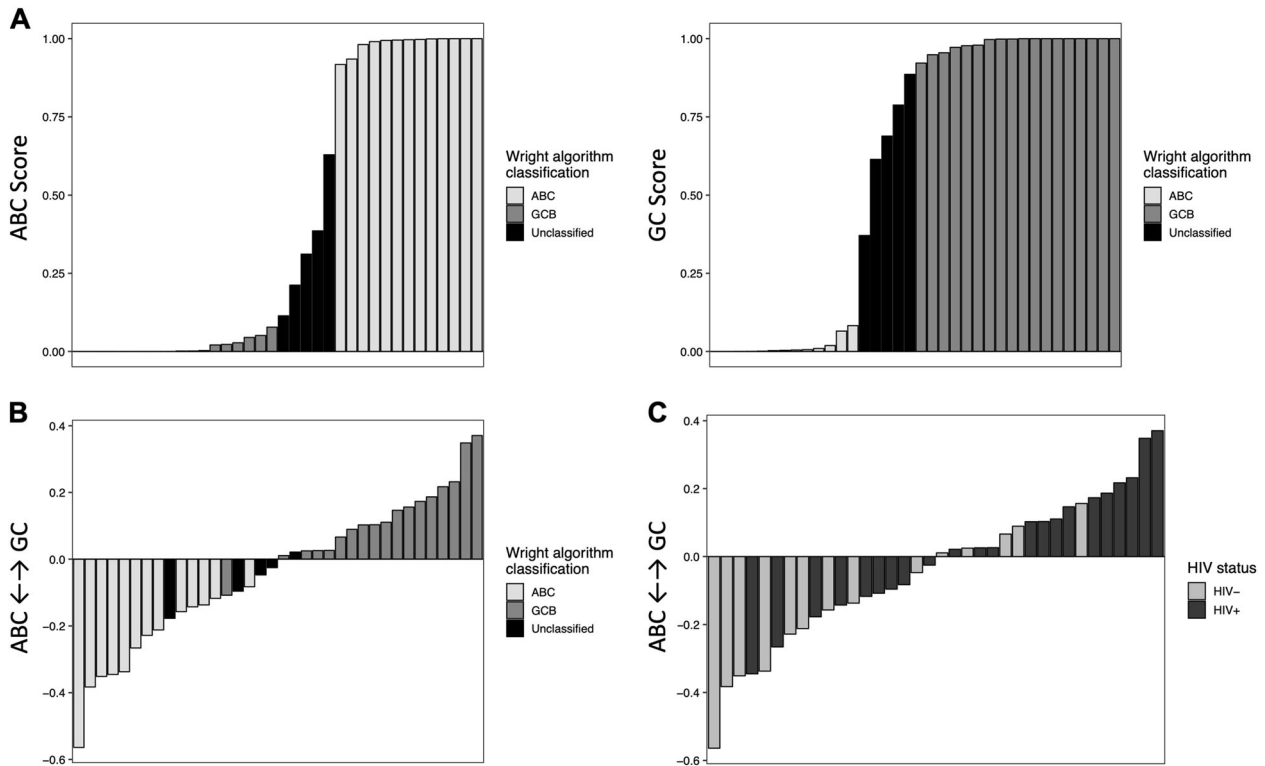 A
ABC Score
1.00
0.75
0.50
0.25
0.00
Wright algorithm
classification
ABC
GCB
Unclassified
GC Score
1.00
0.75
0.50
0.25
0.00
Wright algorithm
classification
ABC
GCB
Unclassified
B
ABC ←→ GC
0.4
0.2
0.0
−0.2
−0.4
−0.6
Wright algorithm
classification
ABC
GCB
Unclassified
C
ABC ←→ GC
0.4
0.2
0.0
−0.2
−0.4
−0.6
HIV status
HIV−
HIV+